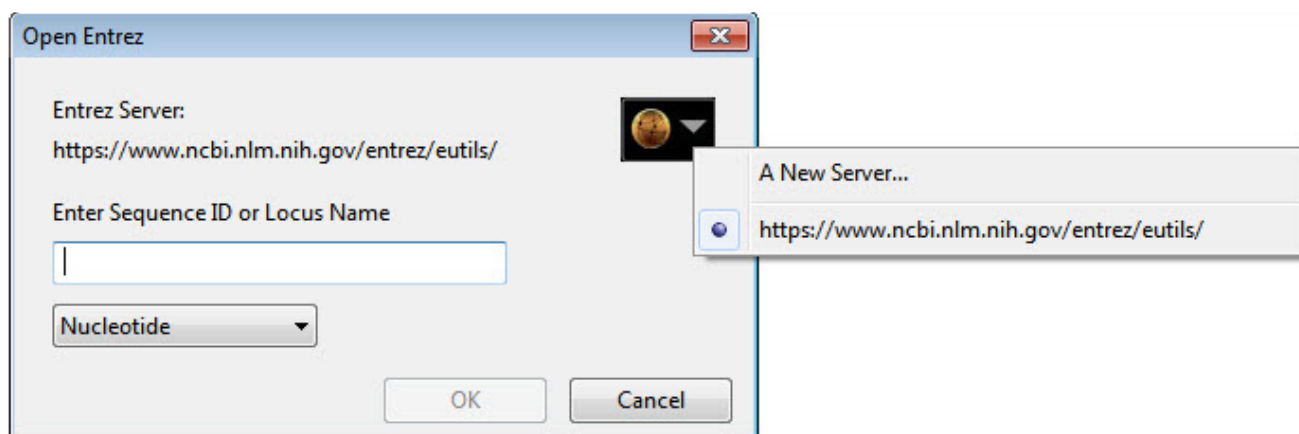 Open Entrez
Entrez Server:
https://www.ncbi.nlm.nih.gov/entrez/eutils/
A New Server...
Enter Sequence ID or Locus Name
https://www.ncbi.nlm.nih.gov/entrez/eutils/
Nucleotide
OK
Cancel